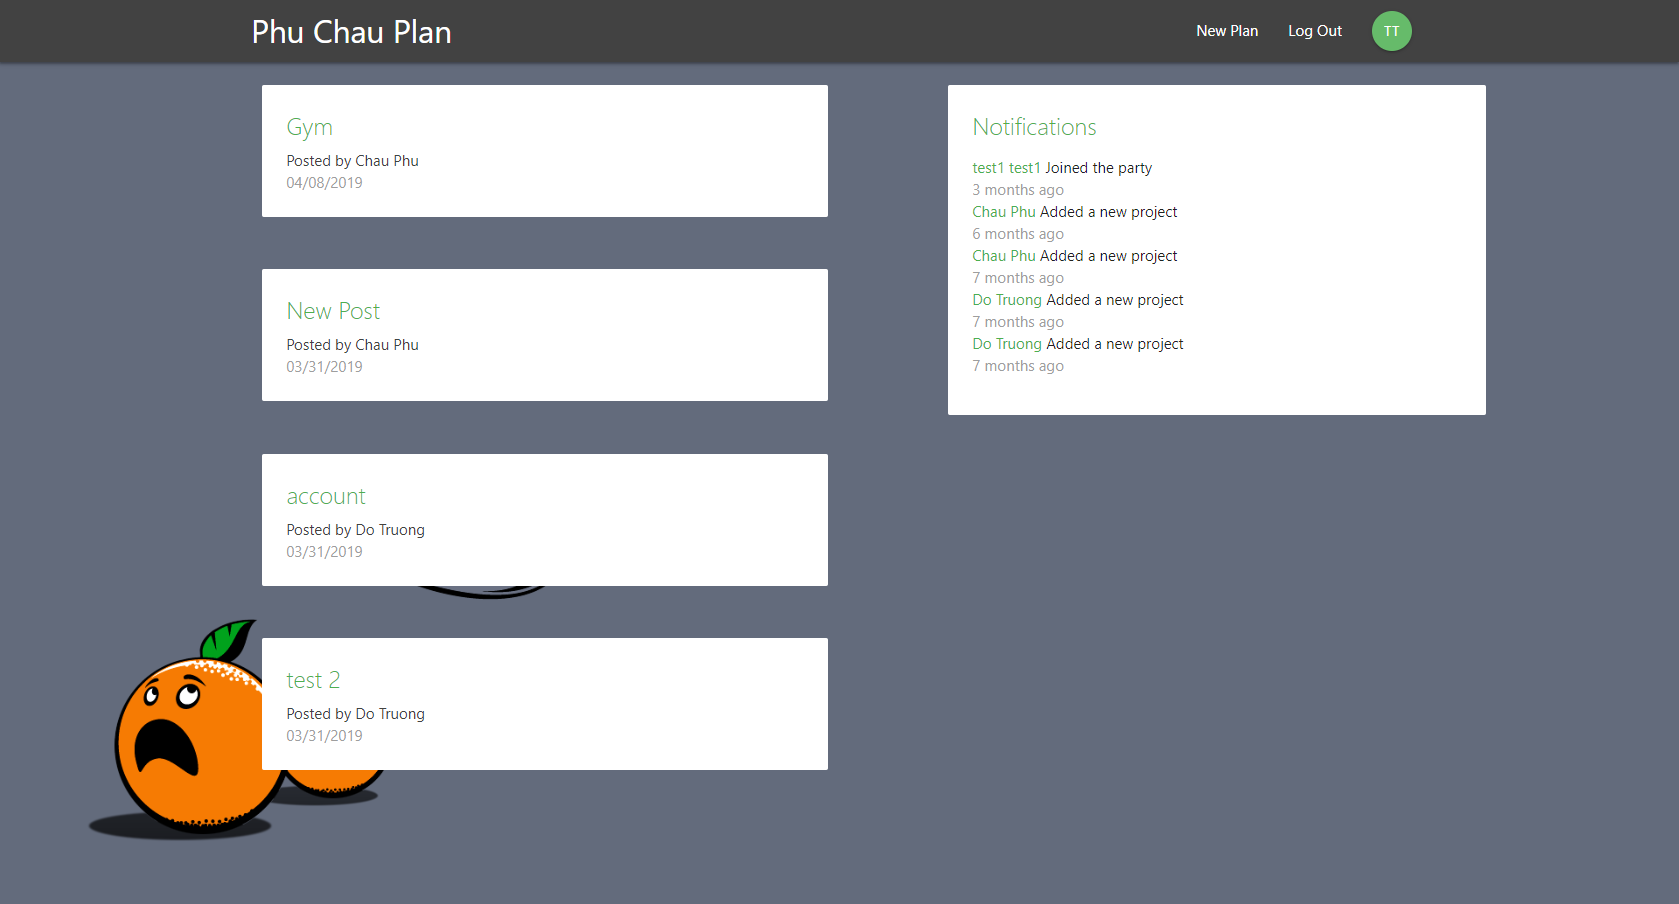 Phu Chau Plan
New Plan
Log Out
TT
Gym
Posted by Chau Phu
04/08/2019
New Post
Posted by Chau Phu
03/31/2019
account
Posted by Do Truong
03/31/2019
test 2
Posted by Do Truong
03/31/2019
Notifications
test1 test1 Joined the party
3 months ago
Chau Phu Added a new project
6 months ago
Chau Phu Added a new project
7 months ago
Do Truong Added a new project
7 months ago
Do Truong Added a new project
7 months ago